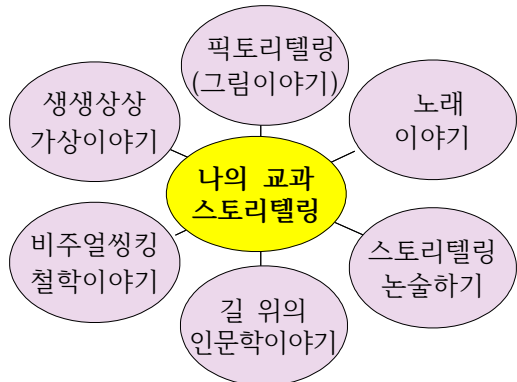 픽토리텔링
(그림이야기)
생생상상
가상이야기
노래
이야기
나의 교과
스토리텔링
비주얼씽킹
철학이야기
스토리텔링
논술하기
길 위의
인문학이야기